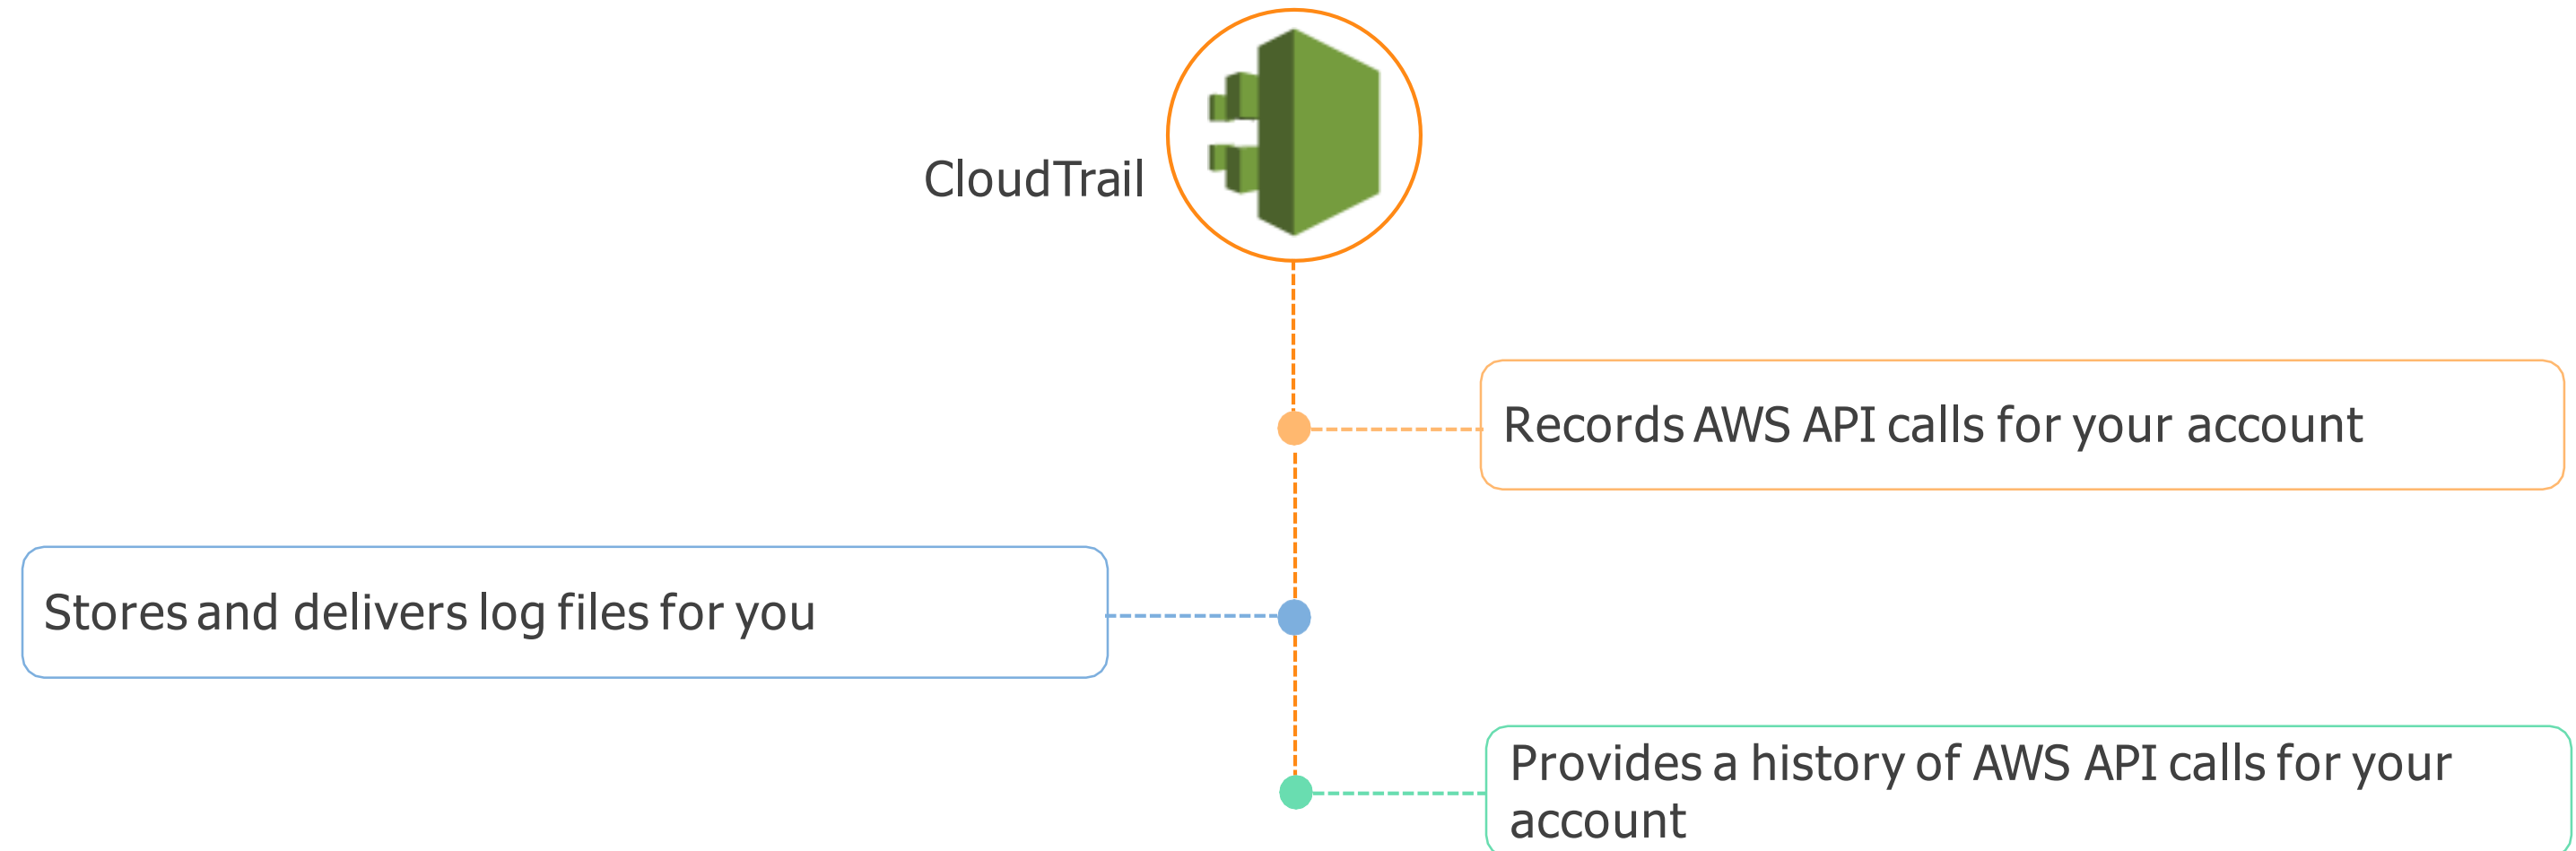 CloudTrail
Records AWS API calls for your account
Stores and delivers log files for you
Provides a history of AWS API calls for your
account